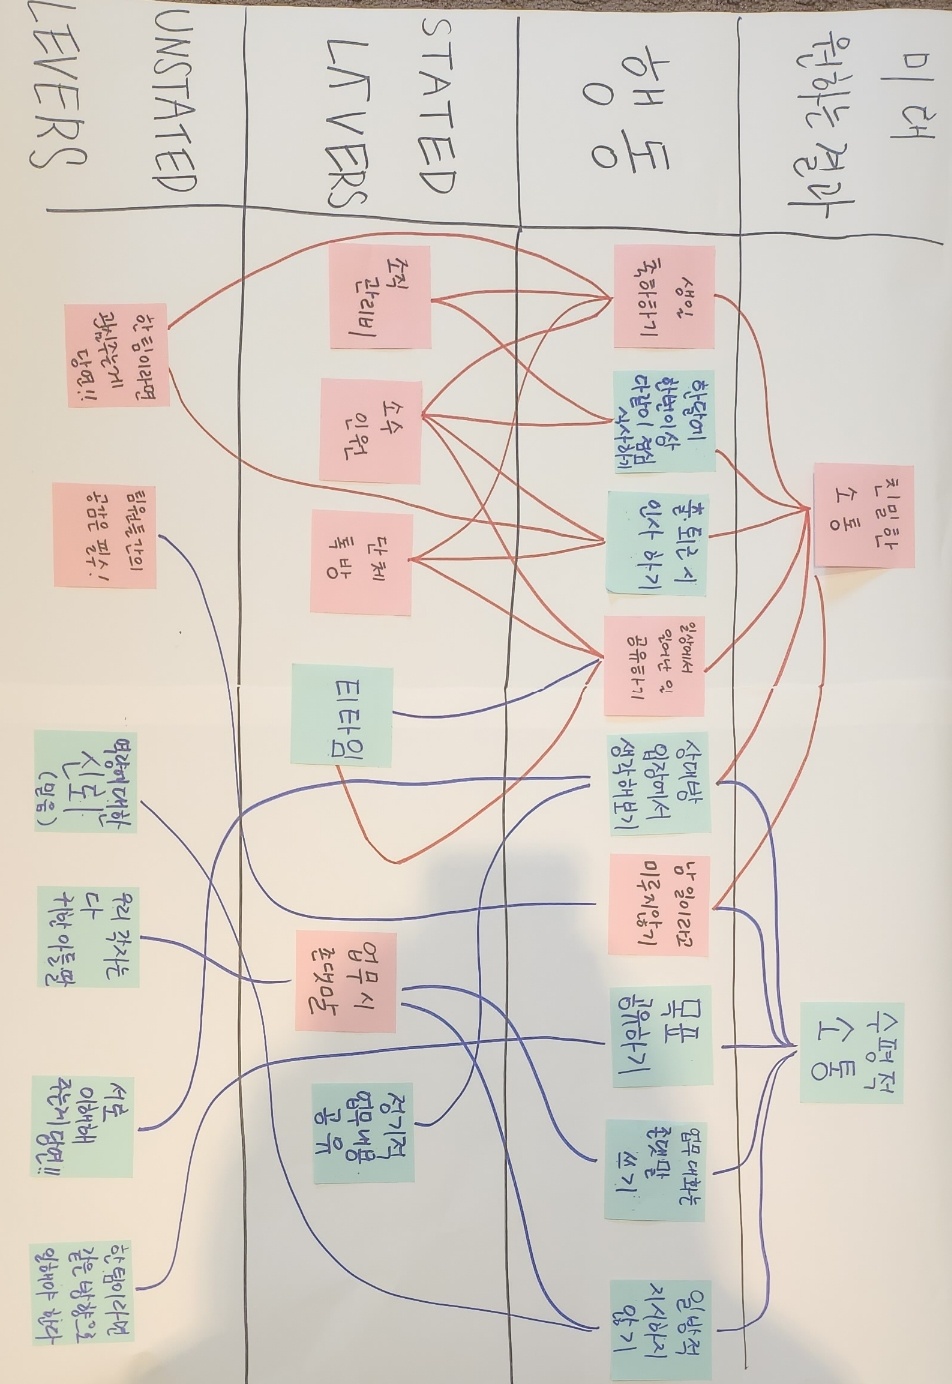 미래
원하는 결과
친밀한
소통
수평적
소통
행동
생일
축하하기
한달에
한번이상
다같이 점심
식사하기
출·퇴근 시
인사 하기
일상에서
일어난 일
공유하기
상대방
입장에서
생각해보기
남 일이라고
미루지않기
목표
공유하기
업무 대화는
존댓말
쓰기
일방적
지시하지
않기
STATED
LAVERS
조직
관리비
소수
인원
단체
톡방
티타임
업무시
존댓말
정기적
업무내용
공유
UNSTATED
LEVERS
한 팀이라면
관심주는게
당연!!
팀원들간의
공감은 필수!
역량에 대한
신뢰
(믿음)
우리 각자는
다
귀한 아들·딸
서로
이해해
주는게 당연!!
한 팀이라면
같은 방향으로
일해야 한다